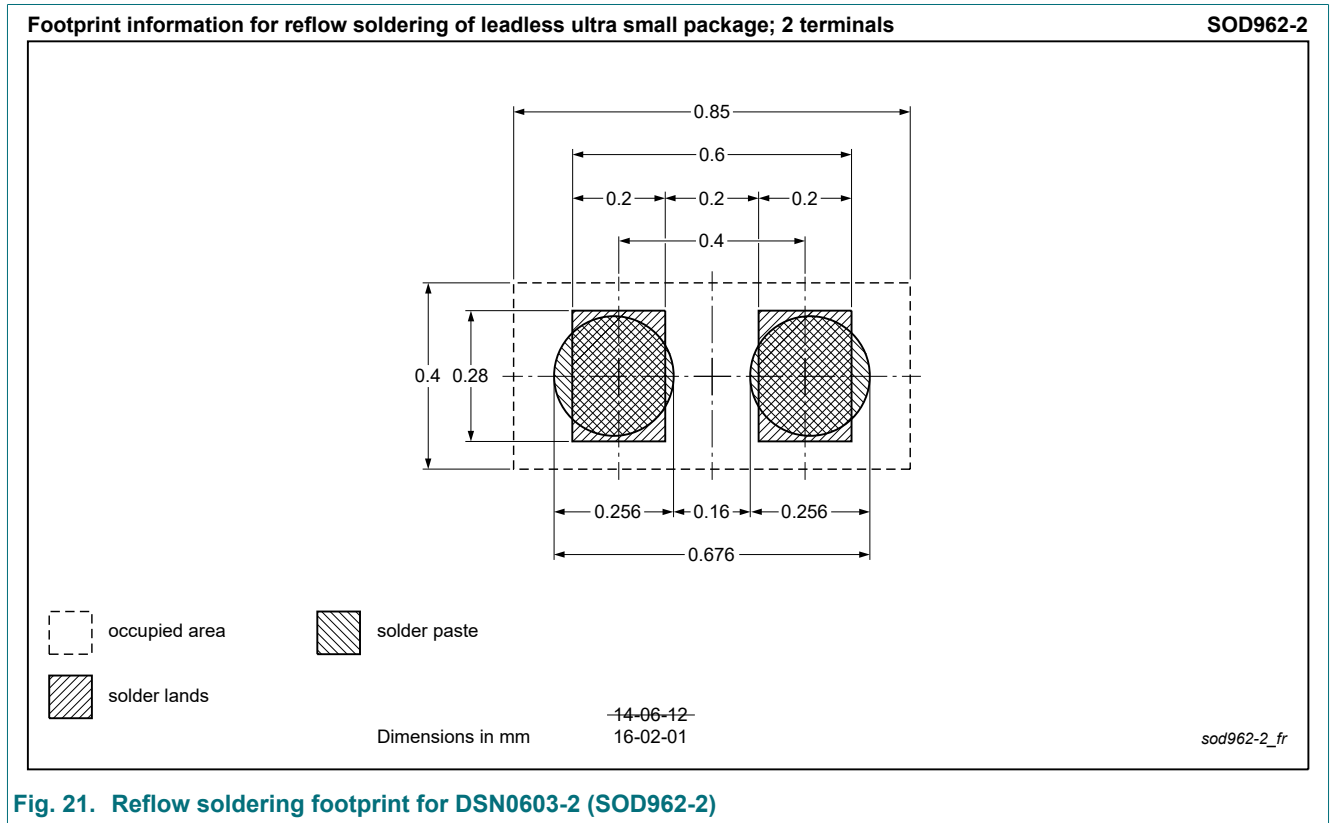 Footprint information for reflow soldering of leadless ultra small package; 2 terminals SOD962-2
0.85
0.6
0.2 0.2 0.2
0.4
0.4 0.28
0.256 0.16 0.256
0.676
occupied area solder paste
solder lands
14-06-12
Dimensions in mm 16-02-01 sod962-2_fr
Fig. 21. Reflow soldering footprint for DSN0603-2 (SOD962-2)